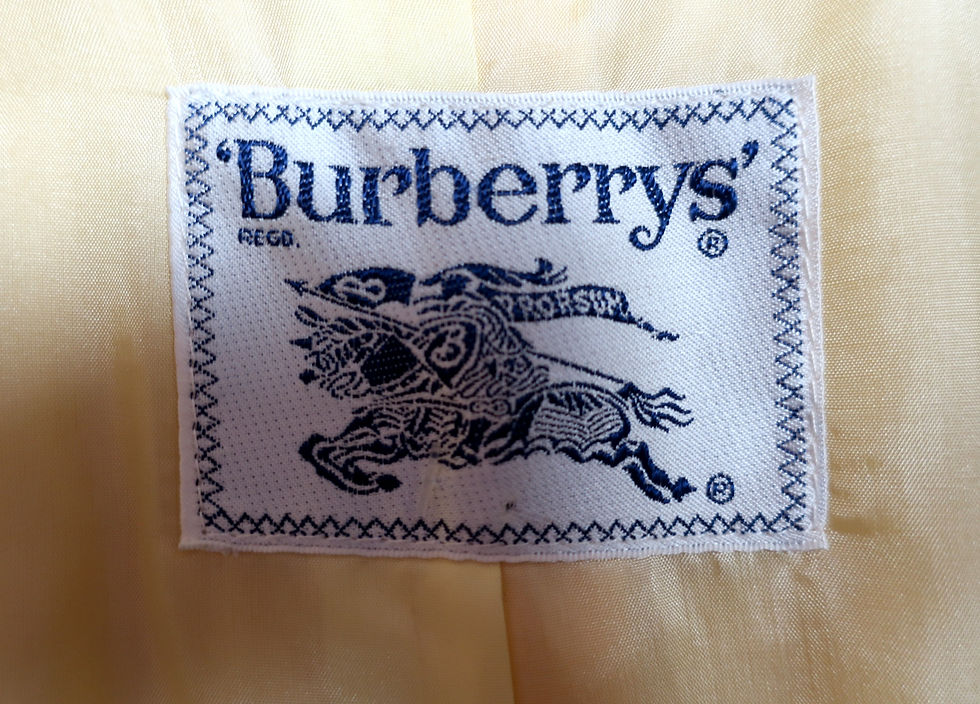 'Burberrys'
REGD. ®
B PRORSUM
B
®